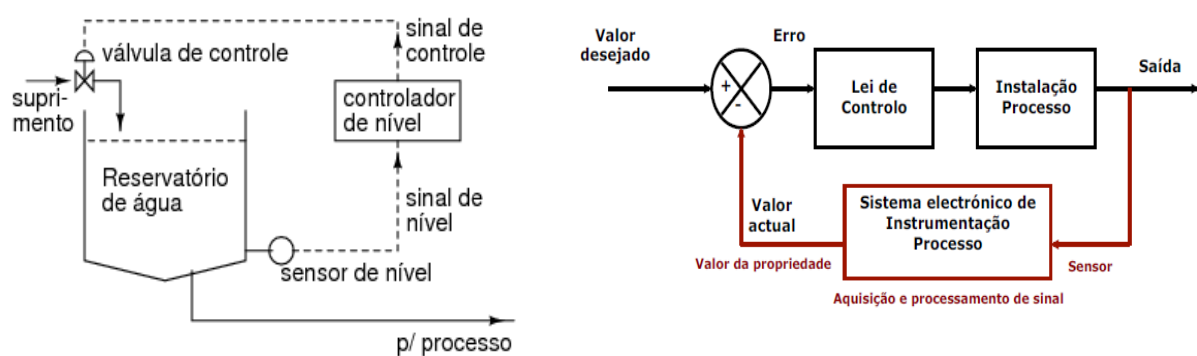 sinal de
controle
válvula de controle
supri-
mento
controlador
de nível
Reservatório
de água
sinal de
nível
sensor de nível
p/ processo
Valor
desejado
Erro
+
-
Lei de
Controlo
Instalação
Processo
Saída
Valor
actual
Sistema electrónico de
Instrumentação
Processo
Valor da propriedade
Sensor
Aquisição e processamento de sinal